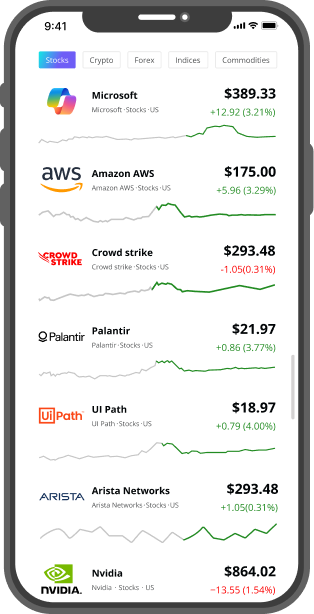 9:41
Stocks Crypto Forex Indices Commodities
Microsoft $389.33
Microsoft·Stocks·US +12.92 (3.21%)
aws Amazon AWS $175.00
Amazon AWS ·Stocks·US +5.96 (3.29%)
CROWDSTRIKE Crowd strike $293.48
Crowd strike ·Stocks·US -1.05(0.31%)
Palantir Palantir $21.97
Palantir ·Stocks·US +0.86 (3.77%)
UiPath UI Path $18.97
UI Path ·Stocks·US +0.79 (4.00%)
ARISTA Arista Networks $293.48
Arista Networks ·Stocks·US +1.05(0.31%)
Nvidia $864.02
NVIDIA. Nvidia · Stocks · US −13.55 (1.54%)